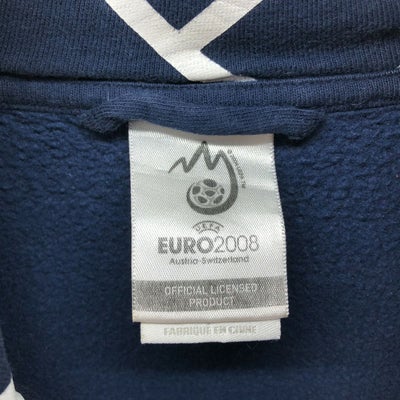 UEFA
EURO2008
Austria-Switzerland
OFFICIAL LICENSED
PRODUCT
FABRIQUE EN CHINE